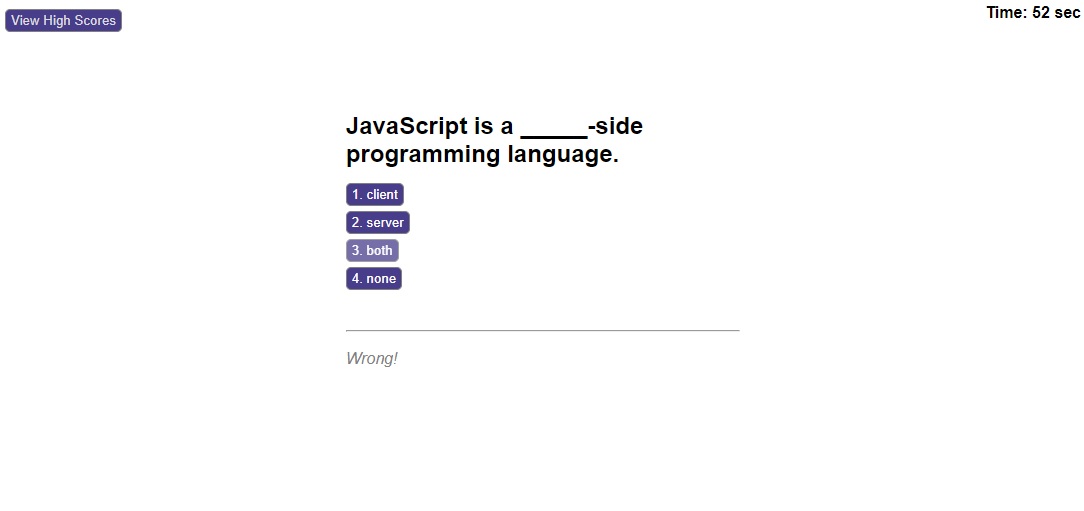 View High Scores
Time: 52 sec
JavaScript is a _____-side
programming language.
1. client
2. server
3. both
4. none
Wrong!